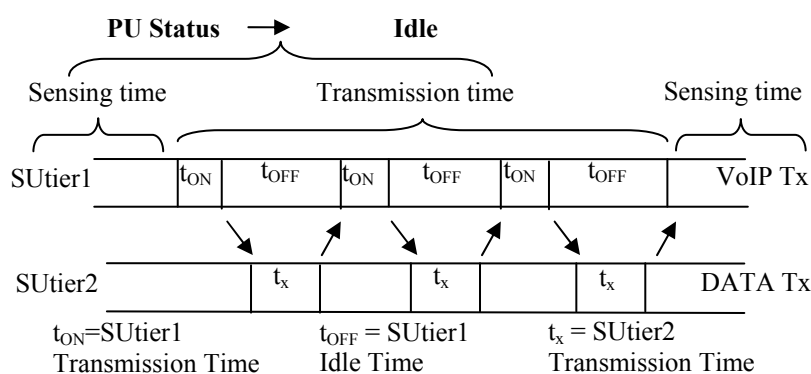 PU Status Idle
Sensing time Transmission time Sensing time
SUtier1 tON tOFF tON tOFF tON tOFF VoIP Tx
SUtier2 tx tx tx DATA Tx
tON=SUtier1 tOFF = SUtier1 tx = SUtier2
Transmission Time Idle Time Transmission Time